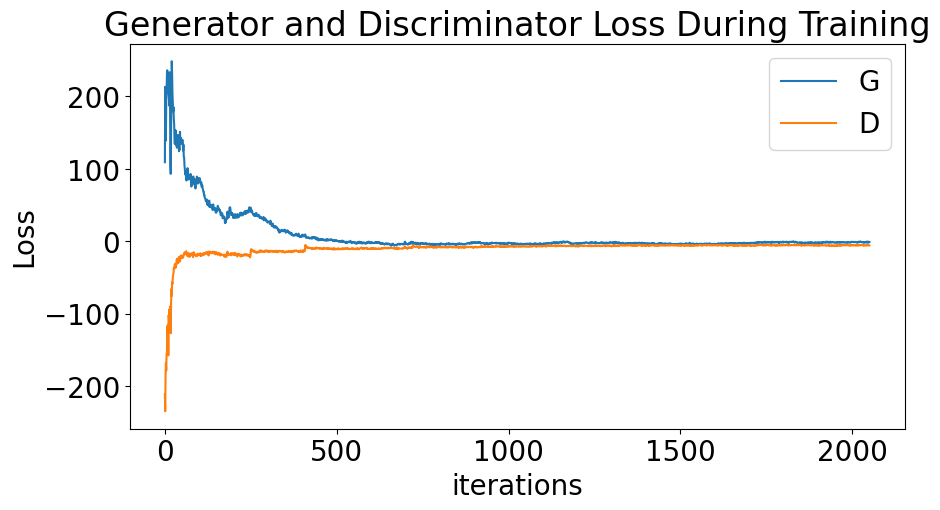 Generator and Discriminator Loss During Training
G
D
Loss
200
100
0
−100
−200
0 500 1000 1500 2000
iterations